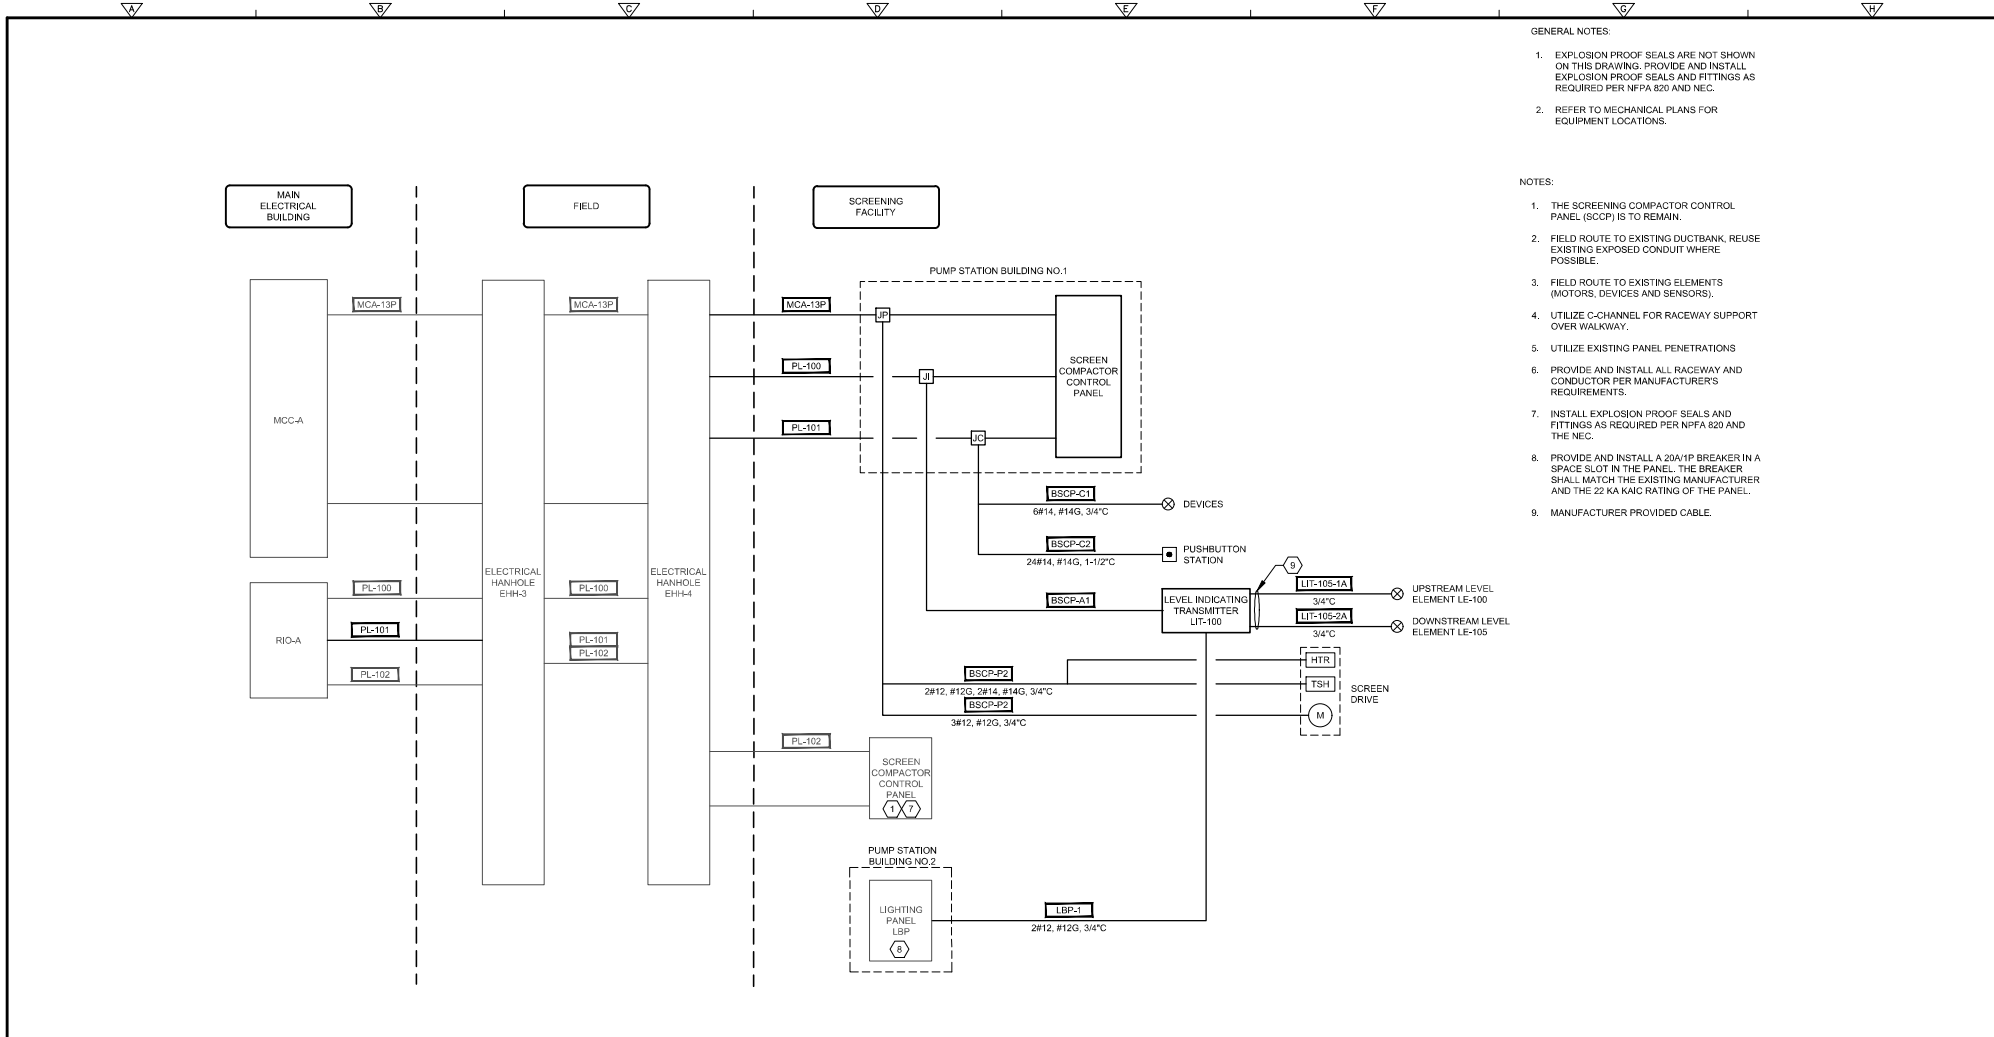 A
B
C
D
E
F
G
H
GENERAL NOTES:
1. EXPLOSION PROOF SEALS ARE NOT SHOWN
ON THIS DRAWING. PROVIDE AND INSTALL
EXPLOSION PROOF SEALS AND FITTINGS AS
REQUIRED PER NFPA 820 AND NEC.
2. REFER TO MECHANICAL PLANS FOR
EQUIPMENT LOCATIONS.
NOTES:
1. THE SCREENING COMPACTOR CONTROL
PANEL (SCCP) IS TO REMAIN.
2. FIELD ROUTE TO EXISTING DUCTBANK, REUSE
EXISTING EXPOSED CONDUIT WHERE
POSSIBLE.
3. FIELD ROUTE TO EXISTING ELEMENTS
(MOTORS, DEVICES AND SENSORS).
4. UTILIZE C-CHANNEL FOR RACEWAY SUPPORT
OVER WALKWAY.
5. UTILIZE EXISTING PANEL PENETRATIONS
6. PROVIDE AND INSTALL ALL RACEWAY AND
CONDUCTOR PER MANUFACTURER'S
REQUIREMENTS.
7. INSTALL EXPLOSION PROOF SEALS AND
FITTINGS AS REQUIRED PER NPFA 820 AND
THE NEC.
8. PROVIDE AND INSTALL A 20A/1P BREAKER IN A
SPACE SLOT IN THE PANEL. THE BREAKER
SHALL MATCH THE EXISTING MANUFACTURER
AND THE 22 KA KAIC RATING OF THE PANEL.
9. MANUFACTURER PROVIDED CABLE.
MAIN
ELECTRICAL
BUILDING
FIELD
SCREENING
FACILITY
PUMP STATION BUILDING NO.1
MCA-13P
MCA-13P
MCA-13P
JP
PL-100
JI
SCREEN
COMPACTOR
CONTROL
PANEL
PL-101
JC
MCC-A
BSCP-C1
6#14, #14G, 3/4"C
DEVICES
BSCP-C2
24#14, #14G, 1-1/2"C
PUSHBUTTON
STATION
ELECTRICAL
HANHOLE
EHH-3
ELECTRICAL
HANHOLE
EHH-4
9
PL-100
PL-100
BSCP-A1
LEVEL INDICATING
TRANSMITTER
LIT-100
LIT-105-1A
3/4"C
UPSTREAM LEVEL
ELEMENT LE-100
LIT-105-2A
3/4"C
DOWNSTREAM LEVEL
ELEMENT LE-105
RIO-A
PL-101
PL-101
PL-102
PL-102
HTR
BSCP-P2
2#12, #12G, 2#14, #14G, 3/4"C
TSH
SCREEN
DRIVE
BSCP-P2
3#12, #12G, 3/4"C
M
PL-102
SCREEN
COMPACTOR
CONTROL
PANEL
1 7
PUMP STATION
BUILDING NO.2
LIGHTING
PANEL
LBP
8
LBP-1
2#12, #12G, 3/4"C